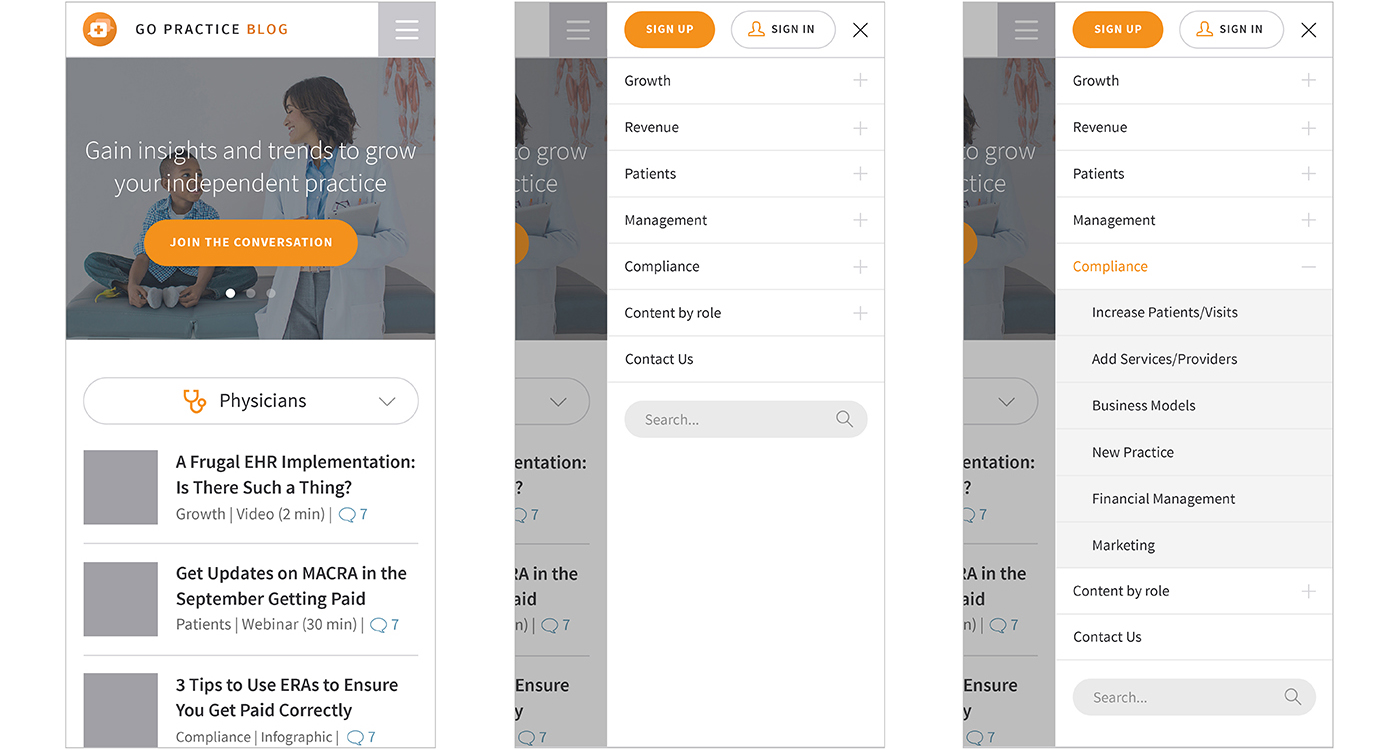 GO PRACTICE BLOG
Gain insights and trends to grow
your independent practice
JOIN THE CONVERSATION
Physicians
A Frugal EHR Implementation:
Is There Such a Thing?
Growth | Video (2 min) | 7
Get Updates on MACRA in the
September Getting Paid
Patients | Webinar (30 min) | 7
3 Tips to Use ERAs to Ensure
You Get Paid Correctly
Compliance | Infographic | 7
to grow
ctice
entation:
?
7
RA in the
aid
n) | 7
Ensure
y
7
SIGN UP
SIGN IN
Growth
Revenue
Patients
Management
Compliance
Content by role
Contact Us
Search...
to grow
ctice
entation:
?
7
RA in the
aid
n) | 7
Ensure
y
7
SIGN UP
SIGN IN
Growth
Revenue
Patients
Management
Compliance
Increase Patients/Visits
Add Services/Providers
Business Models
New Practice
Financial Management
Marketing
Content by role
Contact Us
Search...